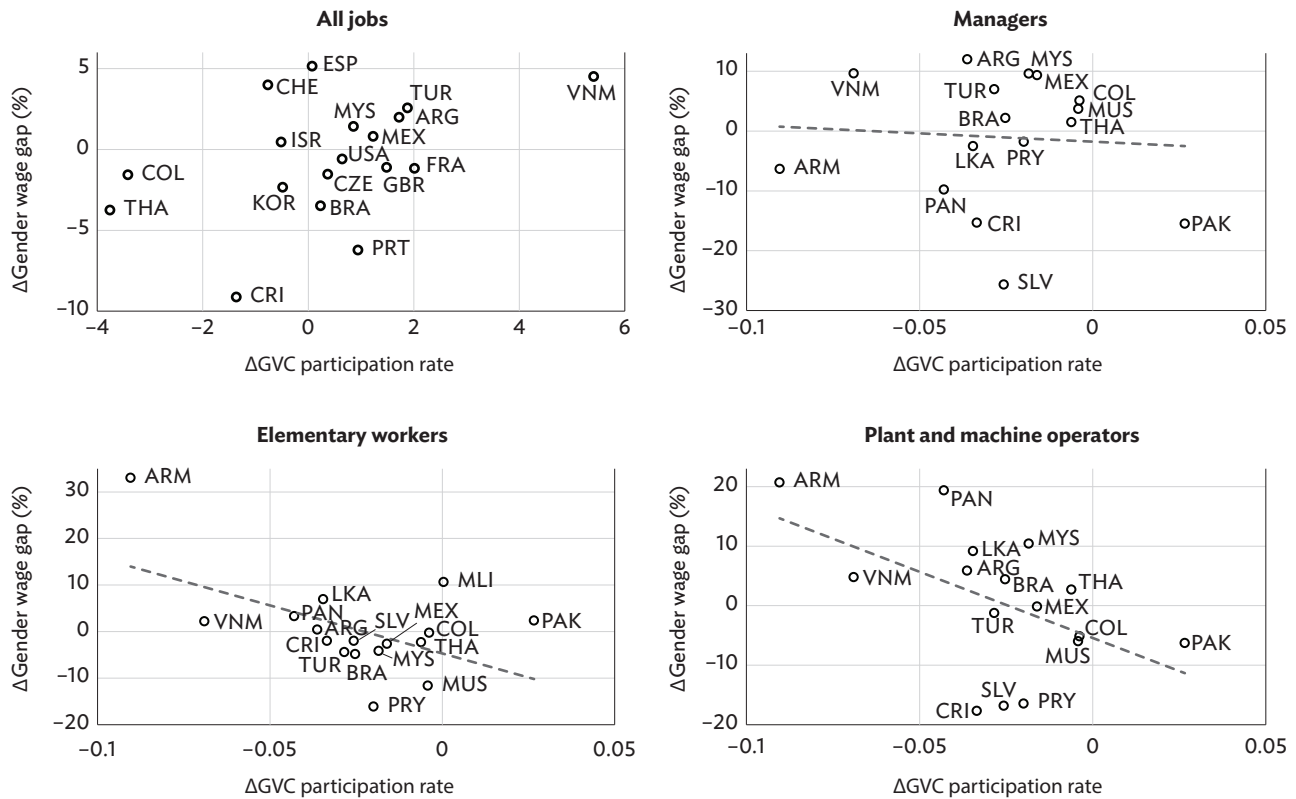 All jobs
ΔGender wage gap (%)
5
0
−5
−10
−4
−2
0
2
4
6
ΔGVC participation rate
ESP
CHE
VNM
TUR
MYS
ARG
ISR
MEX
USA
COL
FRA
CZE
GBR
THA
KOR
BRA
PRT
CRI
Managers
ΔGender wage gap (%)
10
0
−10
−20
−30
−0.1
−0.05
0
0.05
ΔGVC participation rate
ARG
MYS
VNM
MEX
TUR
COL
MUS
BRA
THA
LKA
PRY
ARM
PAN
CRI
PAK
SLV
Elementary workers
ΔGender wage gap (%)
30
20
10
0
−10
−20
−0.1
−0.05
0
0.05
ΔGVC participation rate
ARM
MLI
LKA
PAN
MEX
VNM
ARG
SLV
COL
PAK
CRI
THA
TUR
BRA
MYS
MUS
PRY
Plant and machine operators
ΔGender wage gap (%)
20
10
0
−10
−20
−0.1
−0.05
0
0.05
ΔGVC participation rate
ARM
PAN
MYS
LKA
ARG
VNM
BRA
THA
MEX
TUR
COL
MUS
PAK
SLV
PRY
CRI